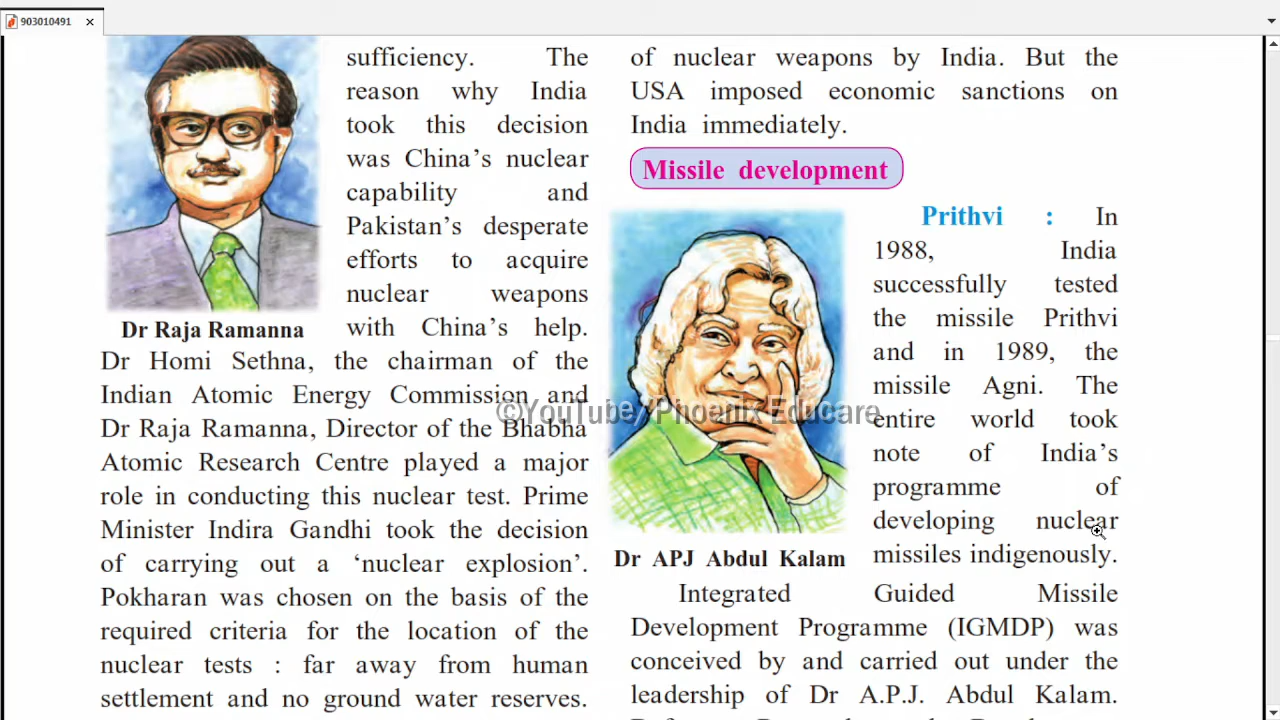 903010491
sufficiency. The
reason why India
took this decision
was China's nuclear
capability and
Pakistan's desperate
efforts to acquire
nuclear weapons
with China's help.
Dr Raja Ramanna
Dr Homi Sethna, the chairman of the
Indian Atomic Energy Commission and
Dr Raja Ramanna, Director of the Bhabha
Atomic Research Centre played a major
role in conducting this nuclear test. Prime
Minister Indira Gandhi took the decision
of carrying out a 'nuclear explosion'.
Pokharan was chosen on the basis of the
required criteria for the location of the
nuclear tests : far away from human
settlement and no ground water reserves.
of nuclear weapons by India. But the
USA imposed economic sanctions on
India immediately.
Missile development
Prithvi : In
1988, India
successfully tested
the missile Prithvi
and in 1989, the
missile Agni. The
entire world took
note of India's
programme of
developing nuclear
missiles indigenously.
Dr APJ Abdul Kalam
Integrated Guided Missile
Development Programme (IGMDP) was
conceived by and carried out under the
leadership of Dr A.P.J. Abdul Kalam.
©YouTube/Phoenix Educare